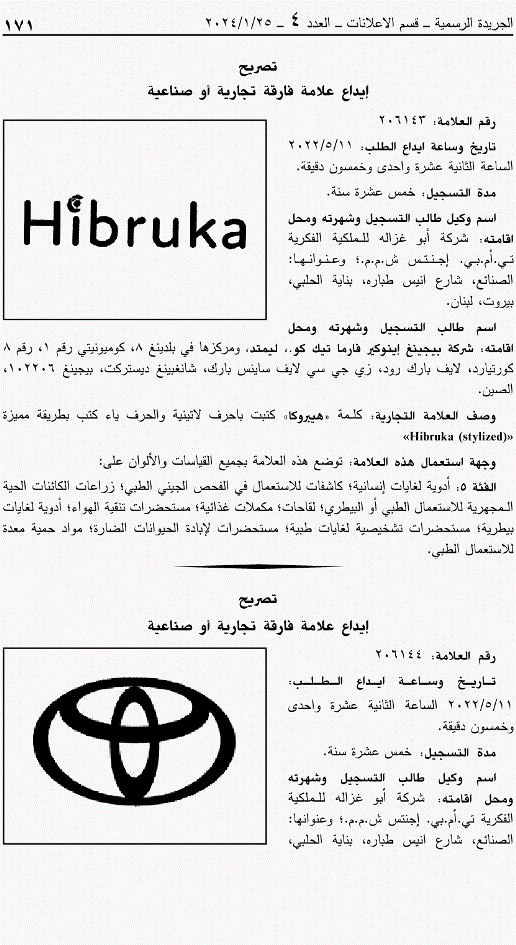 الجريدة الرسمية ــ قسم الاعلانات ــ العدد ٤ ــ ٢٠٢٤/١/٢٥
١٧١
تصريح
إيداع علامة فارقة تجارية أو صناعية
Hibruka
رقم العلامة: ٢٠٦١٤٣
تاريخ وساعة ايداع الطلب: ٢٠٢٢/٥/١١
الساعة الثانية عشرة واحدى وخمسون دقيقة.
مدة التسجيل: خمس عشرة سنة.
اسم وكيل طالب التسجيل وشهرته ومحل
اقامته: شركة أبو غزاله للملكية الفكرية
تي.أم.بي. إجنتس ش.م.م.؛ وعنوانها:
الصنائع، شارع انيس طباره، بناية الحلبي،
بيروت، لبنان.
اسم طالب التسجيل وشهرته ومحل
اقامته: شركة بيجينغ إينوكير فارما تيك كو.، ليمتد، ومركزها في بلدينغ ٨، كوميونيتي رقم ١، رقم ٨
كورتيارد، لايف بارك رود، زي جي سي لايف ساينس بارك، شانغبينغ ديستركت، بيجينغ ١٠٢٢٠٦،
الصين.
وصف العلامة التجارية: كلمة «هيبروكا» كتبت باحرف لاتينية والحرف ياء كتب بطريقة مميزة
«Hibruka (stylized)»
وجهة استعمال هذه العلامة: توضع هذه العلامة بجميع القياسات والألوان على:
الفئة ٥: أدوية لغايات إنسانية؛ كاشفات للاستعمال في الفحص الجيني الطبي؛ زراعات الكائنات الحية
المجهرية للاستعمال الطبي أو البيطري؛ لقاحات؛ مكملات غذائية؛ مستحضرات تنقية الهواء؛ أدوية لغايات
بيطرية؛ مستحضرات تشخيصية لغايات طبية؛ مستحضرات لإبادة الحيوانات الضارة؛ مواد حمية معدة
للاستعمال الطبي.
تصريح
إيداع علامة فارقة تجارية أو صناعية
رقم العلامة: ٢٠٦١٤٤
تاريخ وساعة ايداع الطلب:
٢٠٢٢/٥/١١ الساعة الثانية عشرة واحدى
وخمسون دقيقة.
مدة التسجيل: خمس عشرة سنة.
اسم وكيل طالب التسجيل وشهرته
ومحل اقامته: شركة أبو غزاله للملكية
الفكرية تي.أم.بي. إجنتس ش.م.م.؛ وعنوانها:
الصنائع، شارع انيس طباره، بناية الحلبي،